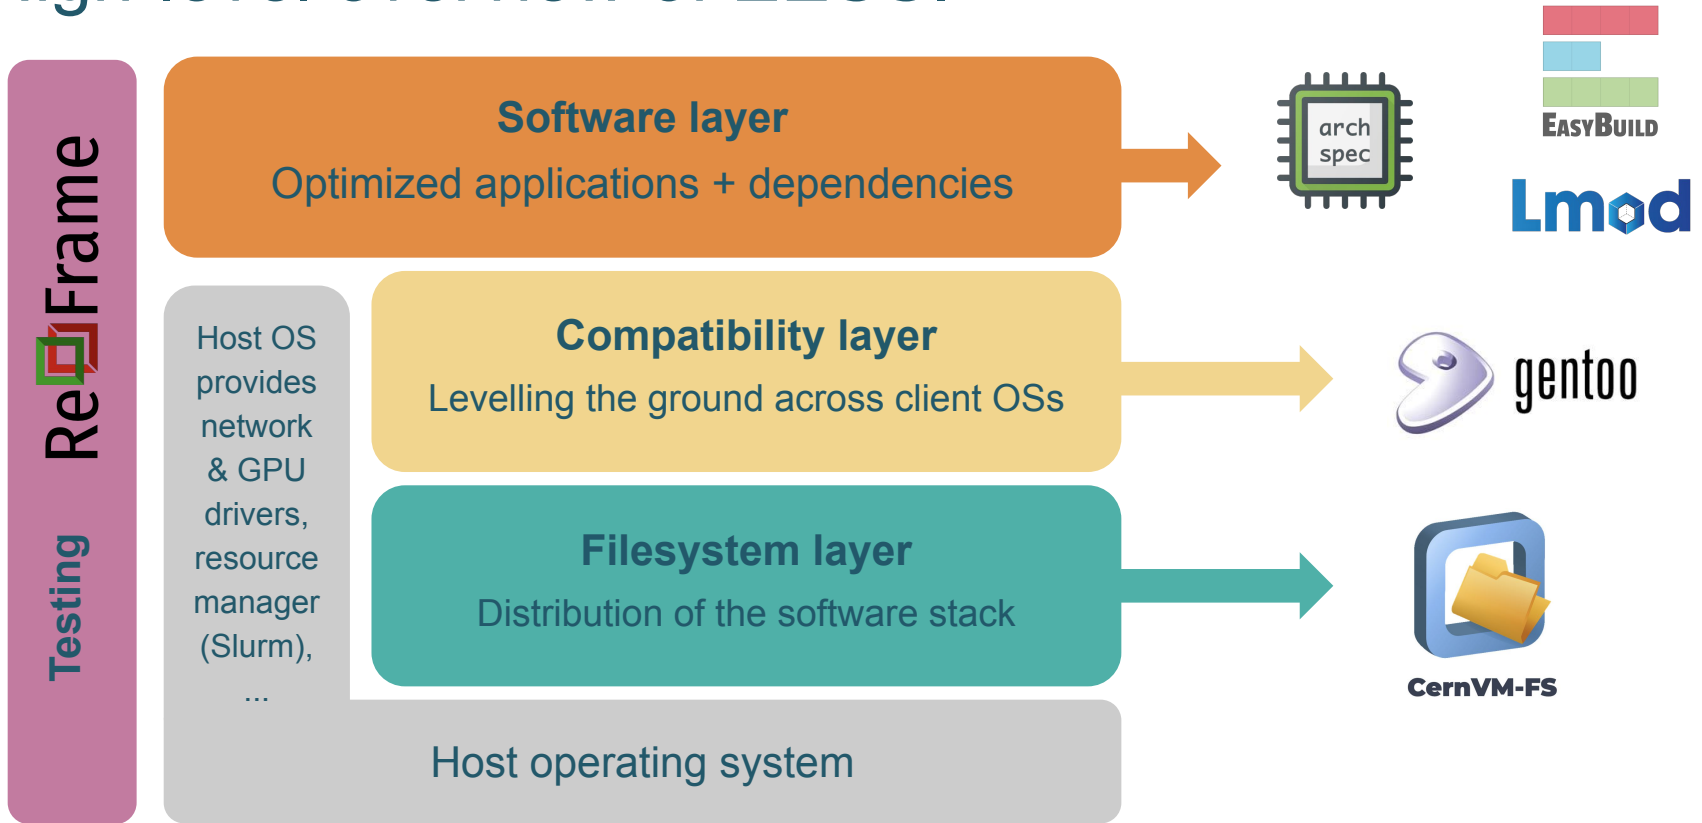 Testing ReFrame
Software layer
Optimized applications + dependencies
arch
spec
EASYBUILD
Lmod
Host OS
provides
network
& GPU
drivers,
resource
manager
(Slurm),
...
Compatibility layer
Levelling the ground across client OSs
gentoo
Filesystem layer
Distribution of the software stack
CernVM-FS
Host operating system